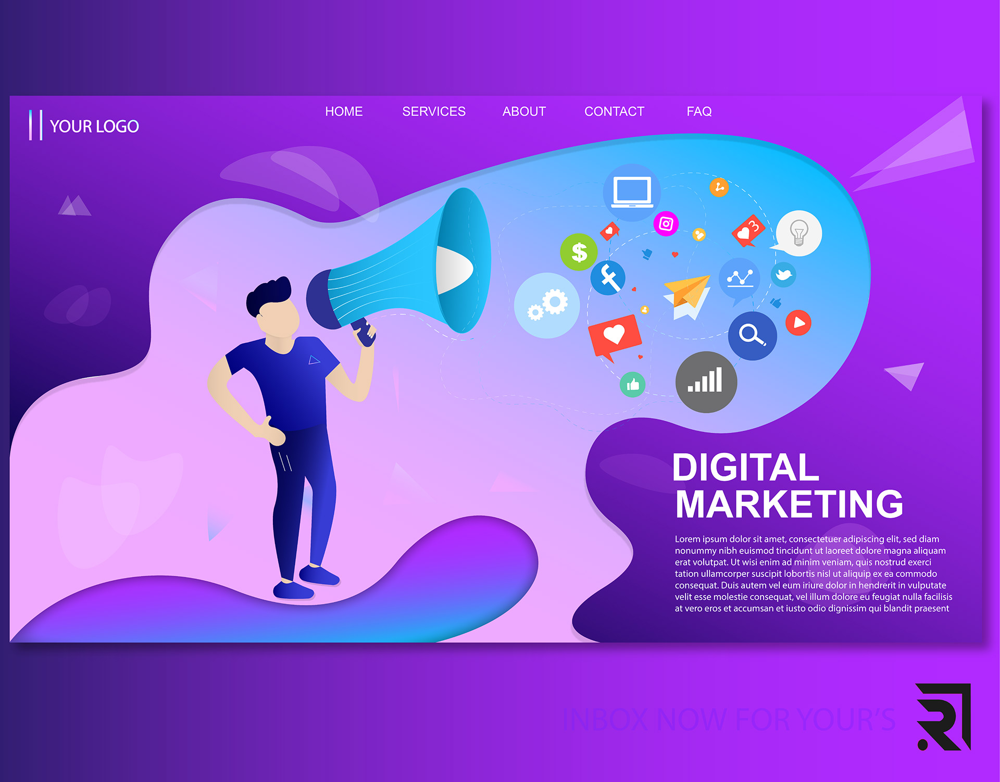 HOME SERVICES ABOUT CONTACT FAQ
YOUR LOGO
3
$
DIGITAL
MARKETING
Lorem ipsum dolor sit amet, consectetuer adipiscing elit, sed diam
nonummy nibh euismod tincidunt ut laoreet dolore magna aliquam
erat volutpat. Ut wisi enim ad minim veniam, quis nostrud exerci
tation ullamcorper suscipit lobortis nisl ut aliquip ex ea commodo
consequat. Duis autem vel eum iriure dolor in hendrerit in vulputate
velit esse molestie consequat, vel illum dolore eu feugiat nulla facilisis
at vero eros et accumsan et iusto odio dignissim qui blandit praesent
INBOX NOW FOR YOUR'S